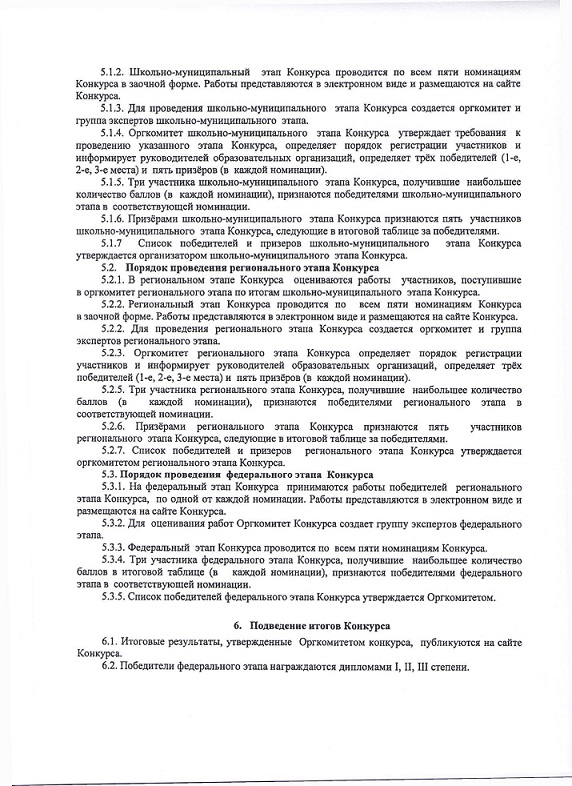 5.1.2. Школьно-муниципальный этап Конкурса проводится по всем пяти номинациям
Конкурса в заочной форме. Работы представляются в электронном виде и размещаются на сайте
Конкурса.
5.1.3. Для проведения школьно-муниципального этапа Конкурса создается оргкомитет и
группа экспертов школьно-муниципального этапа.
5.1.4. Оргкомитет школьно-муниципального этапа Конкурса утверждает требования к
проведению указанного этапа Конкурса, определяет порядок регистрации участников и
информирует руководителей образовательных организаций, определяет трёх победителей (1-е,
2-е, 3-е места) и пять призёров (в каждой номинации).
5.1.5. Три участника школьно-муниципального этапа Конкурса, получившие наибольшее
количество баллов (в каждой номинации), признаются победителями школьно-муниципального
этапа в соответствующей номинации.
5.1.6. Призёрами школьно-муниципального этапа Конкурса признаются пять участников
школьно-муниципального этапа Конкурса, следующие в итоговой таблице за победителями.
5.1.7 Список победителей и призеров школьно-муниципального этапа Конкурса
утверждается организатором школьно-муниципального этапа Конкурса.
5.2. Порядок проведения регионального этапа Конкурса
5.2.1. В региональном этапе Конкурса оцениваются работы участников, поступившие
в оргкомитет регионального этапа по итогам школьно-муниципального этапа Конкурса.
5.2.2. Региональный этап Конкурса проводится по всем пяти номинациям Конкурса
в заочной форме. Работы представляются в электронном виде и размещаются на сайте Конкурса.
5.2.2. Для проведения регионального этапа Конкурса создается оргкомитет и группа
экспертов регионального этапа.
5.2.3. Оргкомитет регионального этапа Конкурса определяет порядок регистрации
участников и информирует руководителей образовательных организаций, определяет трёх
победителей (1-е, 2-е, 3-е места) и пять призёров (в каждой номинации).
5.2.5. Три участника регионального этапа Конкурса, получившие наибольшее количество
баллов (в каждой номинации), признаются победителями регионального этапа в
соответствующей номинации.
5.2.6. Призёрами регионального этапа Конкурса признаются пять участников
регионального этапа Конкурса, следующие в итоговой таблице за победителями.
5.2.7. Список победителей и призеров регионального этапа Конкурса утверждается
оргкомитетом регионального этапа Конкурса.
5.3. Порядок проведения федерального этапа Конкурса
5.3.1. На федеральный этап Конкурса принимаются работы победителей регионального
этапа Конкурса, по одной от каждой номинации. Работы представляются в электронном виде и
размещаются на сайте Конкурса.
5.3.2. Для оценивания работ Оргкомитет Конкурса создает группу экспертов федерального
этапа.
5.3.3. Федеральный этап Конкурса проводится по всем пяти номинациям Конкурса.
5.3.4. Три участника федерального этапа Конкурса, получившие наибольшее количество
баллов в итоговой таблице (в каждой номинации), признаются победителями федерального
этапа в соответствующей номинации.
5.3.5. Список победителей федерального этапа Конкурса утверждается Оргкомитетом.
6. Подведение итогов Конкурса
6.1. Итоговые результаты, утвержденные Оргкомитетом конкурса, публикуются на сайте
Конкурса.
6.2. Победители федерального этапа награждаются дипломами I, II, III степени.